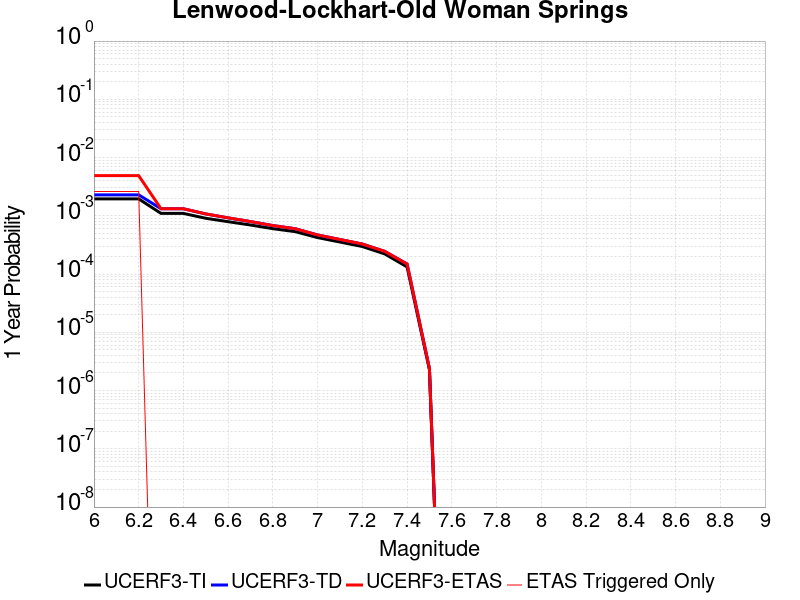 Lenwood-Lockhart-Old Woman Springs
10^0
10^-1
10^-2
10^-3
10^-4
10^-5
10^-6
10^-7
10^-8
1 Year Probability
6 6.2 6.4 6.6 6.8 7 7.2 7.4 7.6 7.8 8 8.2 8.4 8.6 8.8 9
Magnitude
UCERF3-TI UCERF3-TD UCERF3-ETAS ETAS Triggered Only